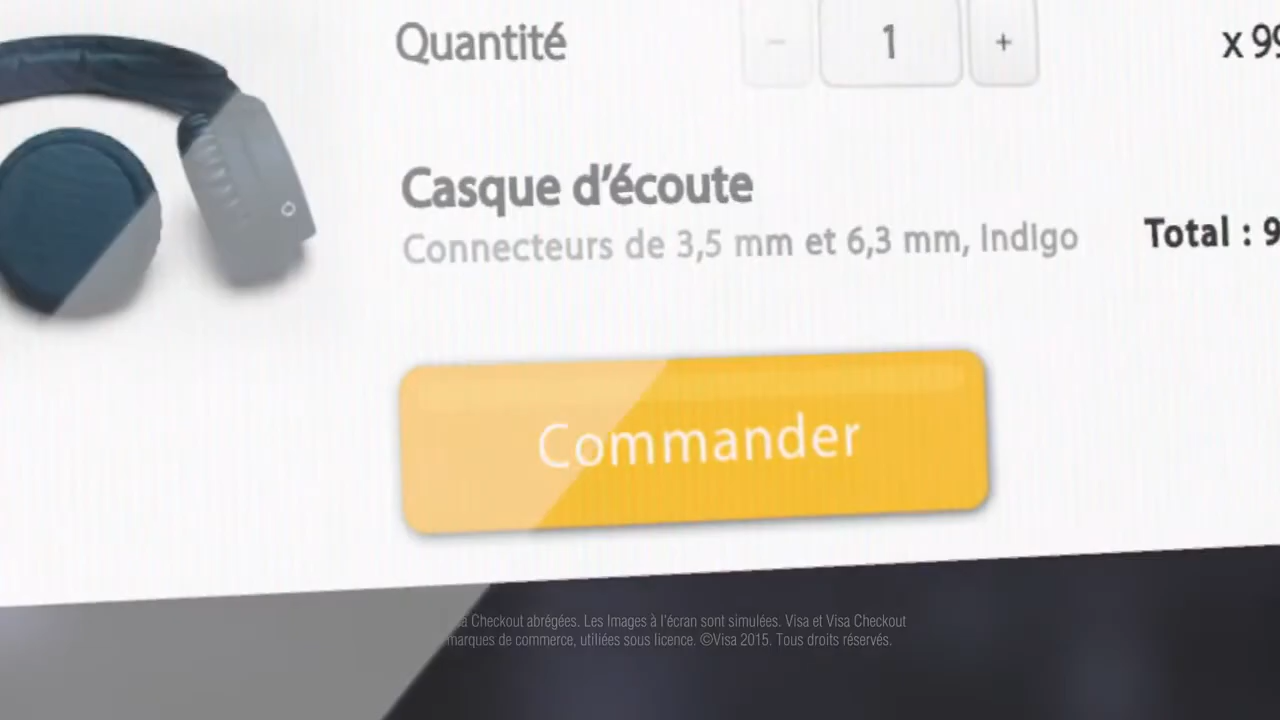 Quantité
− 1 +
x 99
Casque d’écoute
Connecteurs de 3,5 mm et 6,3 mm, IndIgo
Total : 9
Commander
Checkout abrégées. Les Images à l'écran sont simulées. Visa et Visa Checkout
marques de commerce, utiliées sous licence. ©Visa 2015. Tous droits réservés.